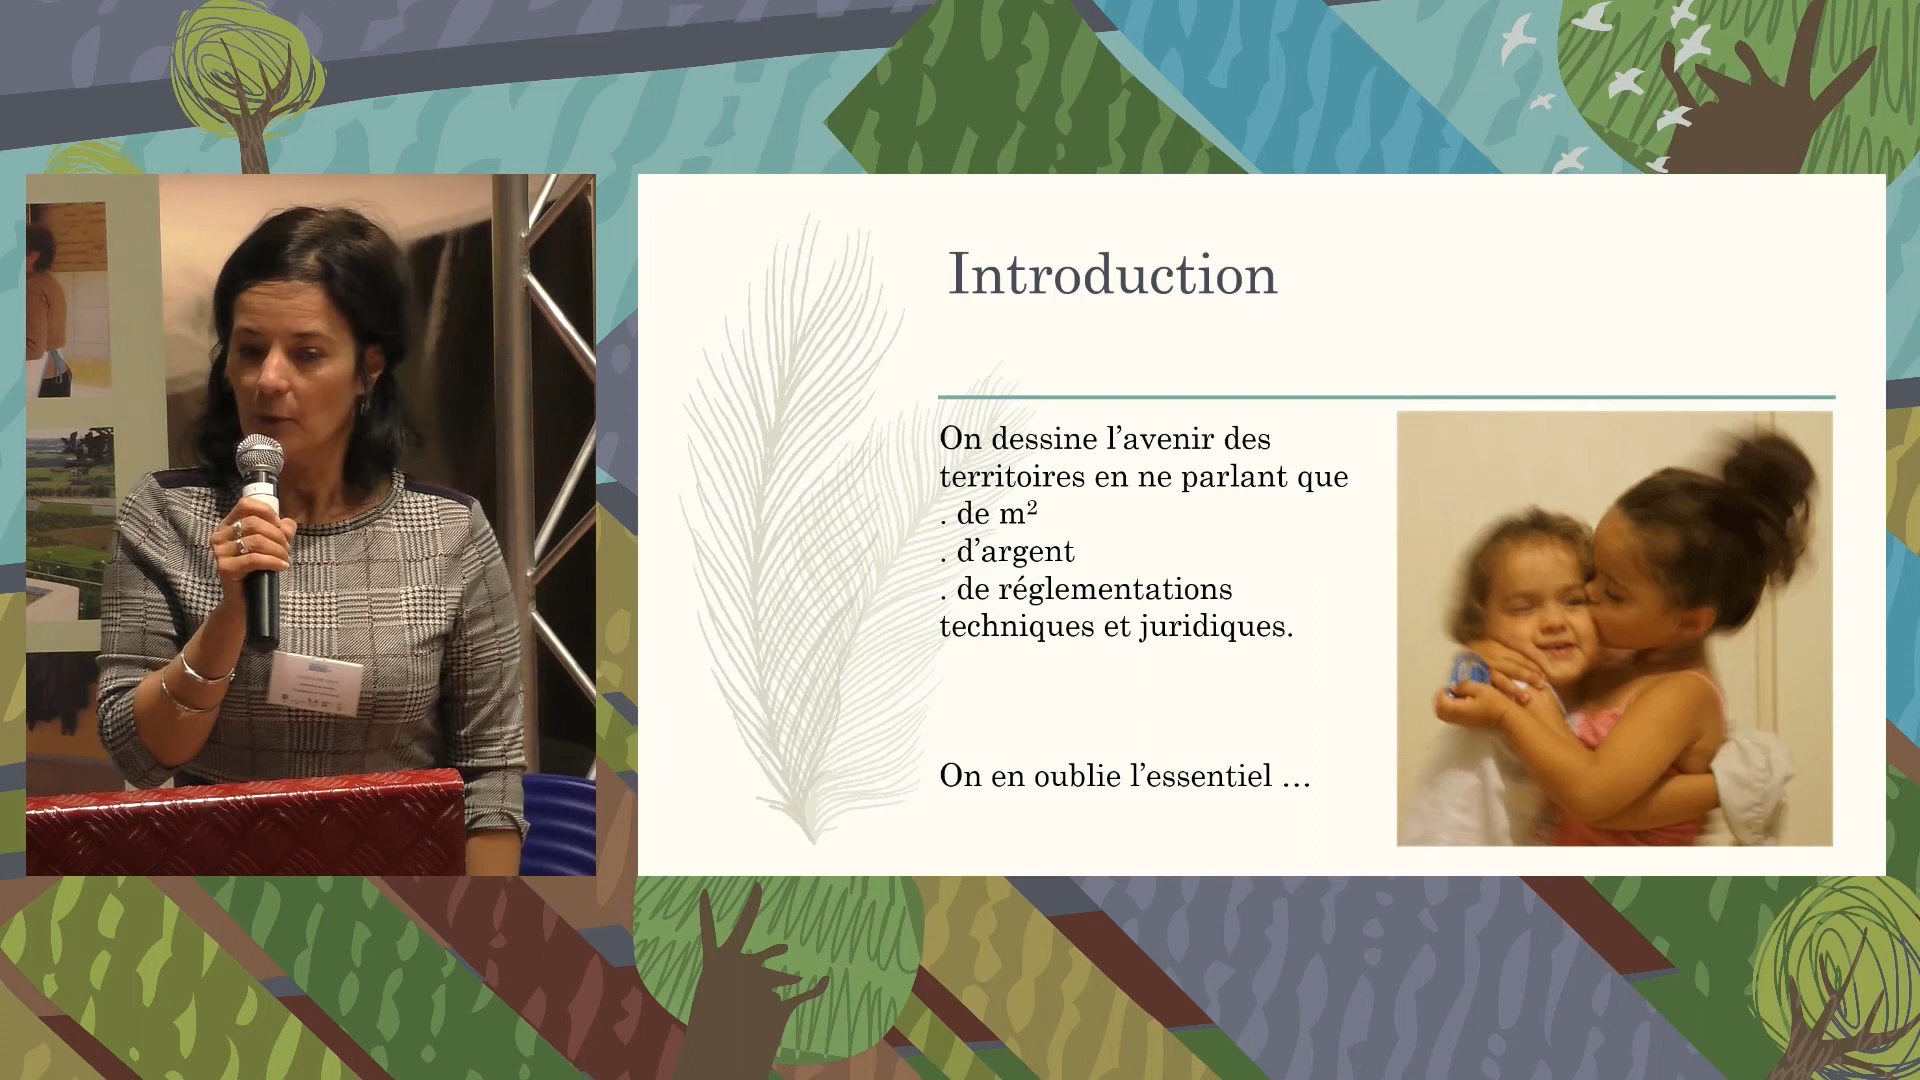 Introduction
On dessine l’avenir des
territoires en ne parlant que
. de m²
. d’argent
. de réglementations
techniques et juridiques.
On en oublie l’essentiel …